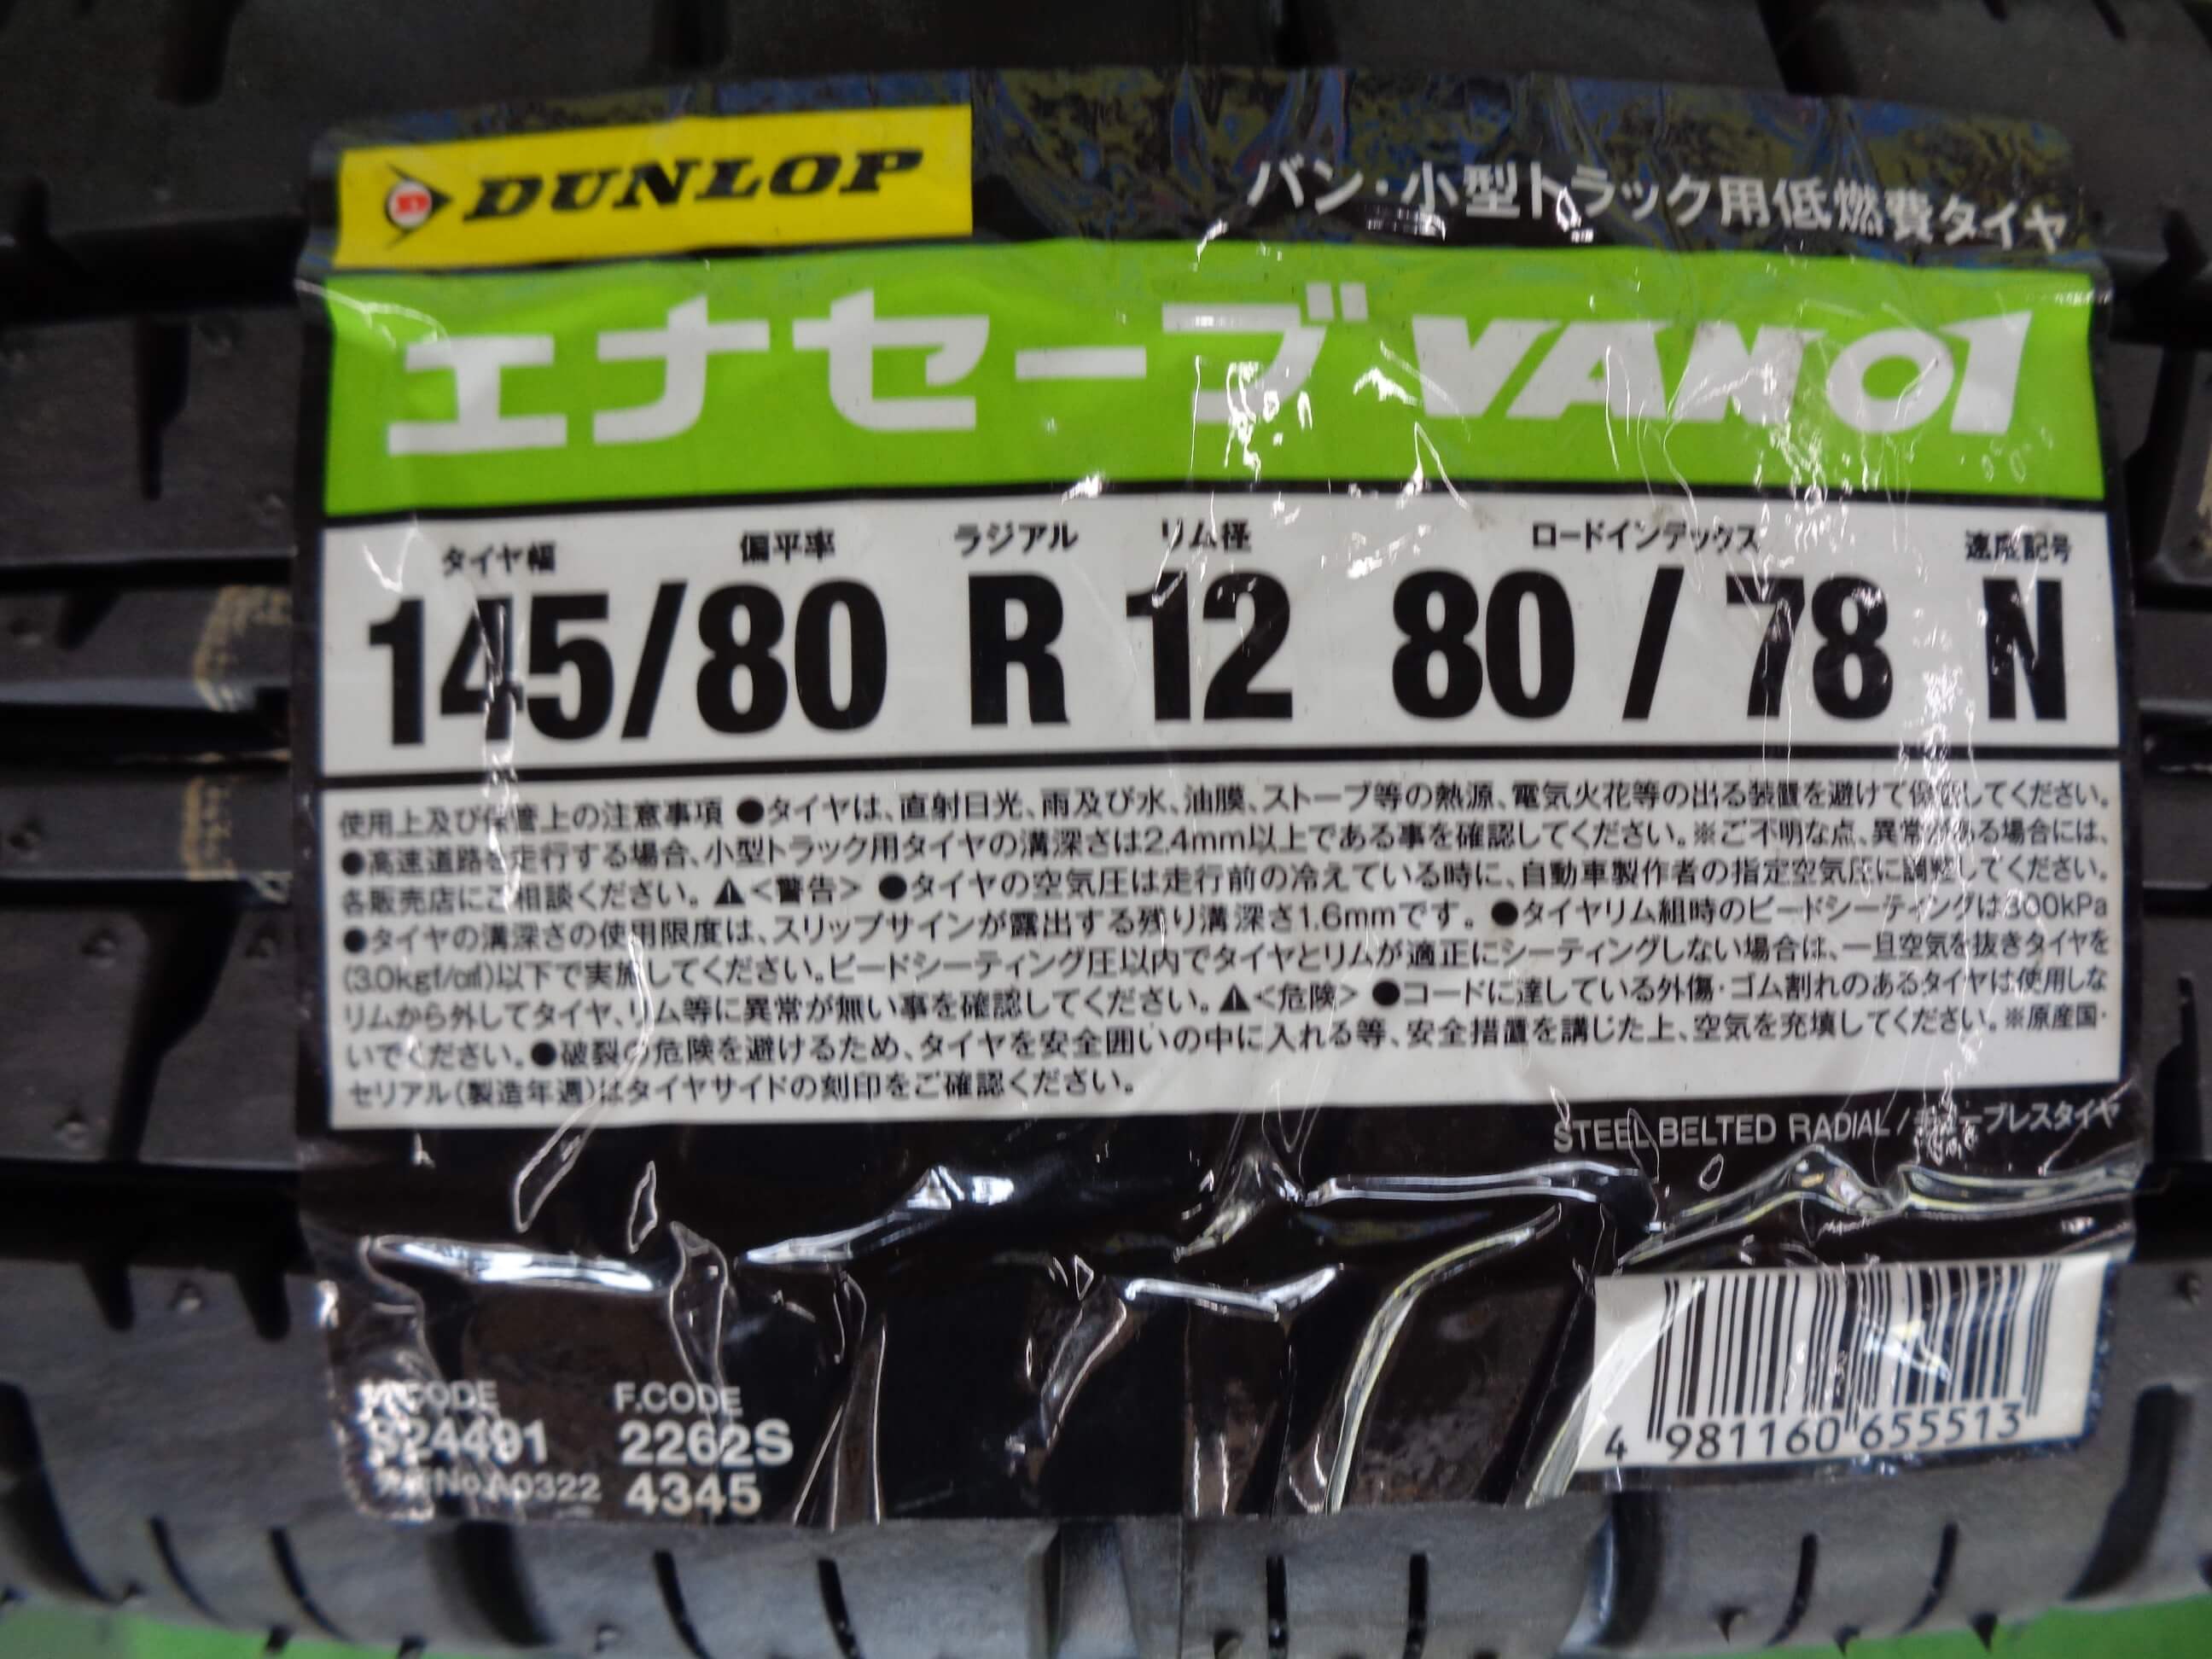 DUNLOP
バン・小型トラック用低燃費タイヤ
エナセーブ VAN01
タイヤ幅 偏平率 ラジアル リム径 ロードインデックス 速度記号
145/80 R 12 80 / 78 N
使用上及び保管上の注意事項 ●タイヤは、直射日光、雨及び水、油膜、ストーブ等の熱源、電気火花等の出る装置を避けて保管してください。
●高速道路を走行する場合、小型トラック用タイヤの溝深さは2.4mm以上である事を確認してください。※ご不明な点、異常がある場合には、
各販売店にご相談ください。⚠<警告> ●タイヤの空気圧は走行前の冷えている時に、自動車製作者の指定空気圧に調整してください。
●タイヤの溝深さの使用限度は、スリップサインが露出する残り溝深さ1.6mmです。●タイヤリム組時のビードシーティングは300kPa
(3.0kgf/c㎡)以下で実施してください。ビードシーティング圧以内でタイヤとリムが適正にシーティングしない場合は、一旦空気を抜きタイヤを
リムから外してタイヤ、リム等に異常が無い事を確認してください。⚠<危険> ●コードに達している外傷・ゴム割れのあるタイヤは使用しな
いでください。●破裂の危険を避けるため、タイヤを安全囲いの中に入れる等、安全措置を講じた上、空気を充填してください。※原産国・
セリアル(製造年週)はタイヤサイドの刻印をご確認ください。
STEEL BELTED RADIAL / チューブレスタイヤ
CODE F.CODE
S24491 2262S
A0322 4345
4 981160 655513